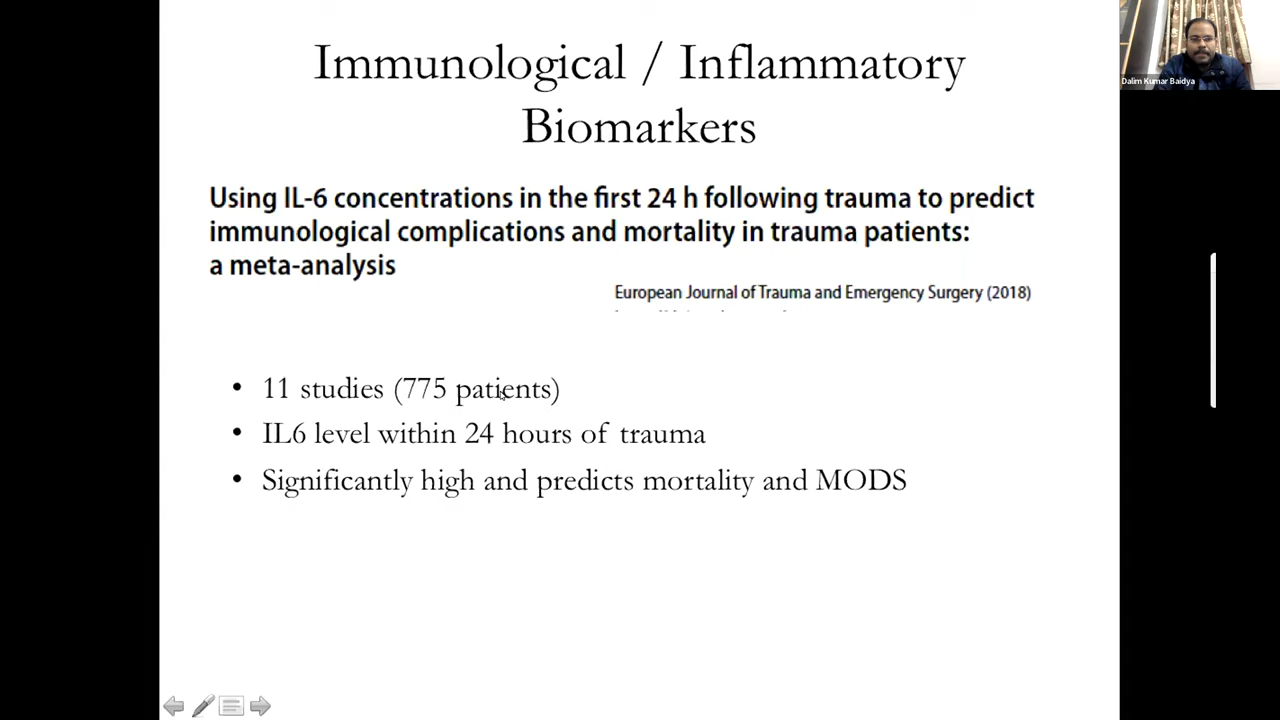 Immunological / Inflammatory
Biomarkers
Using IL-6 concentrations in the first 24 h following trauma to predict
immunological complications and mortality in trauma patients:
a meta-analysis
European Journal of Trauma and Emergency Surgery (2018)
• 11 studies (775 patients)
• IL6 level within 24 hours of trauma
• Significantly high and predicts mortality and MODS
Dalim Kumar Baidya